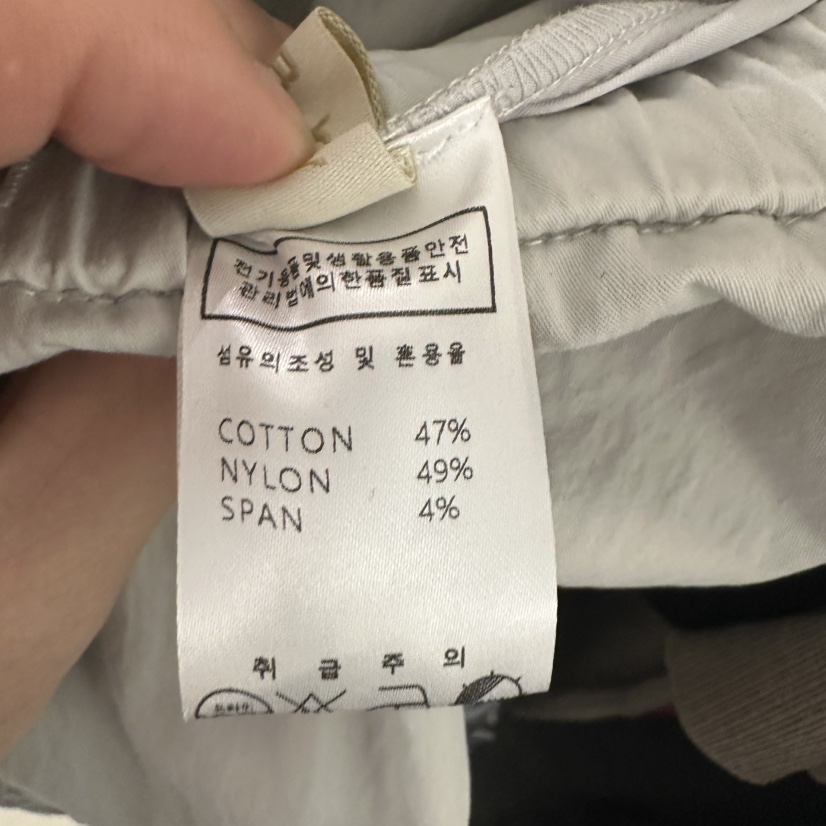 전기용품및생활용품안전
관리법에의한품질표시
섬유의조성 및 혼용율
COTTON 47%
NYLON 49%
SPAN 4%
취 급 주 의